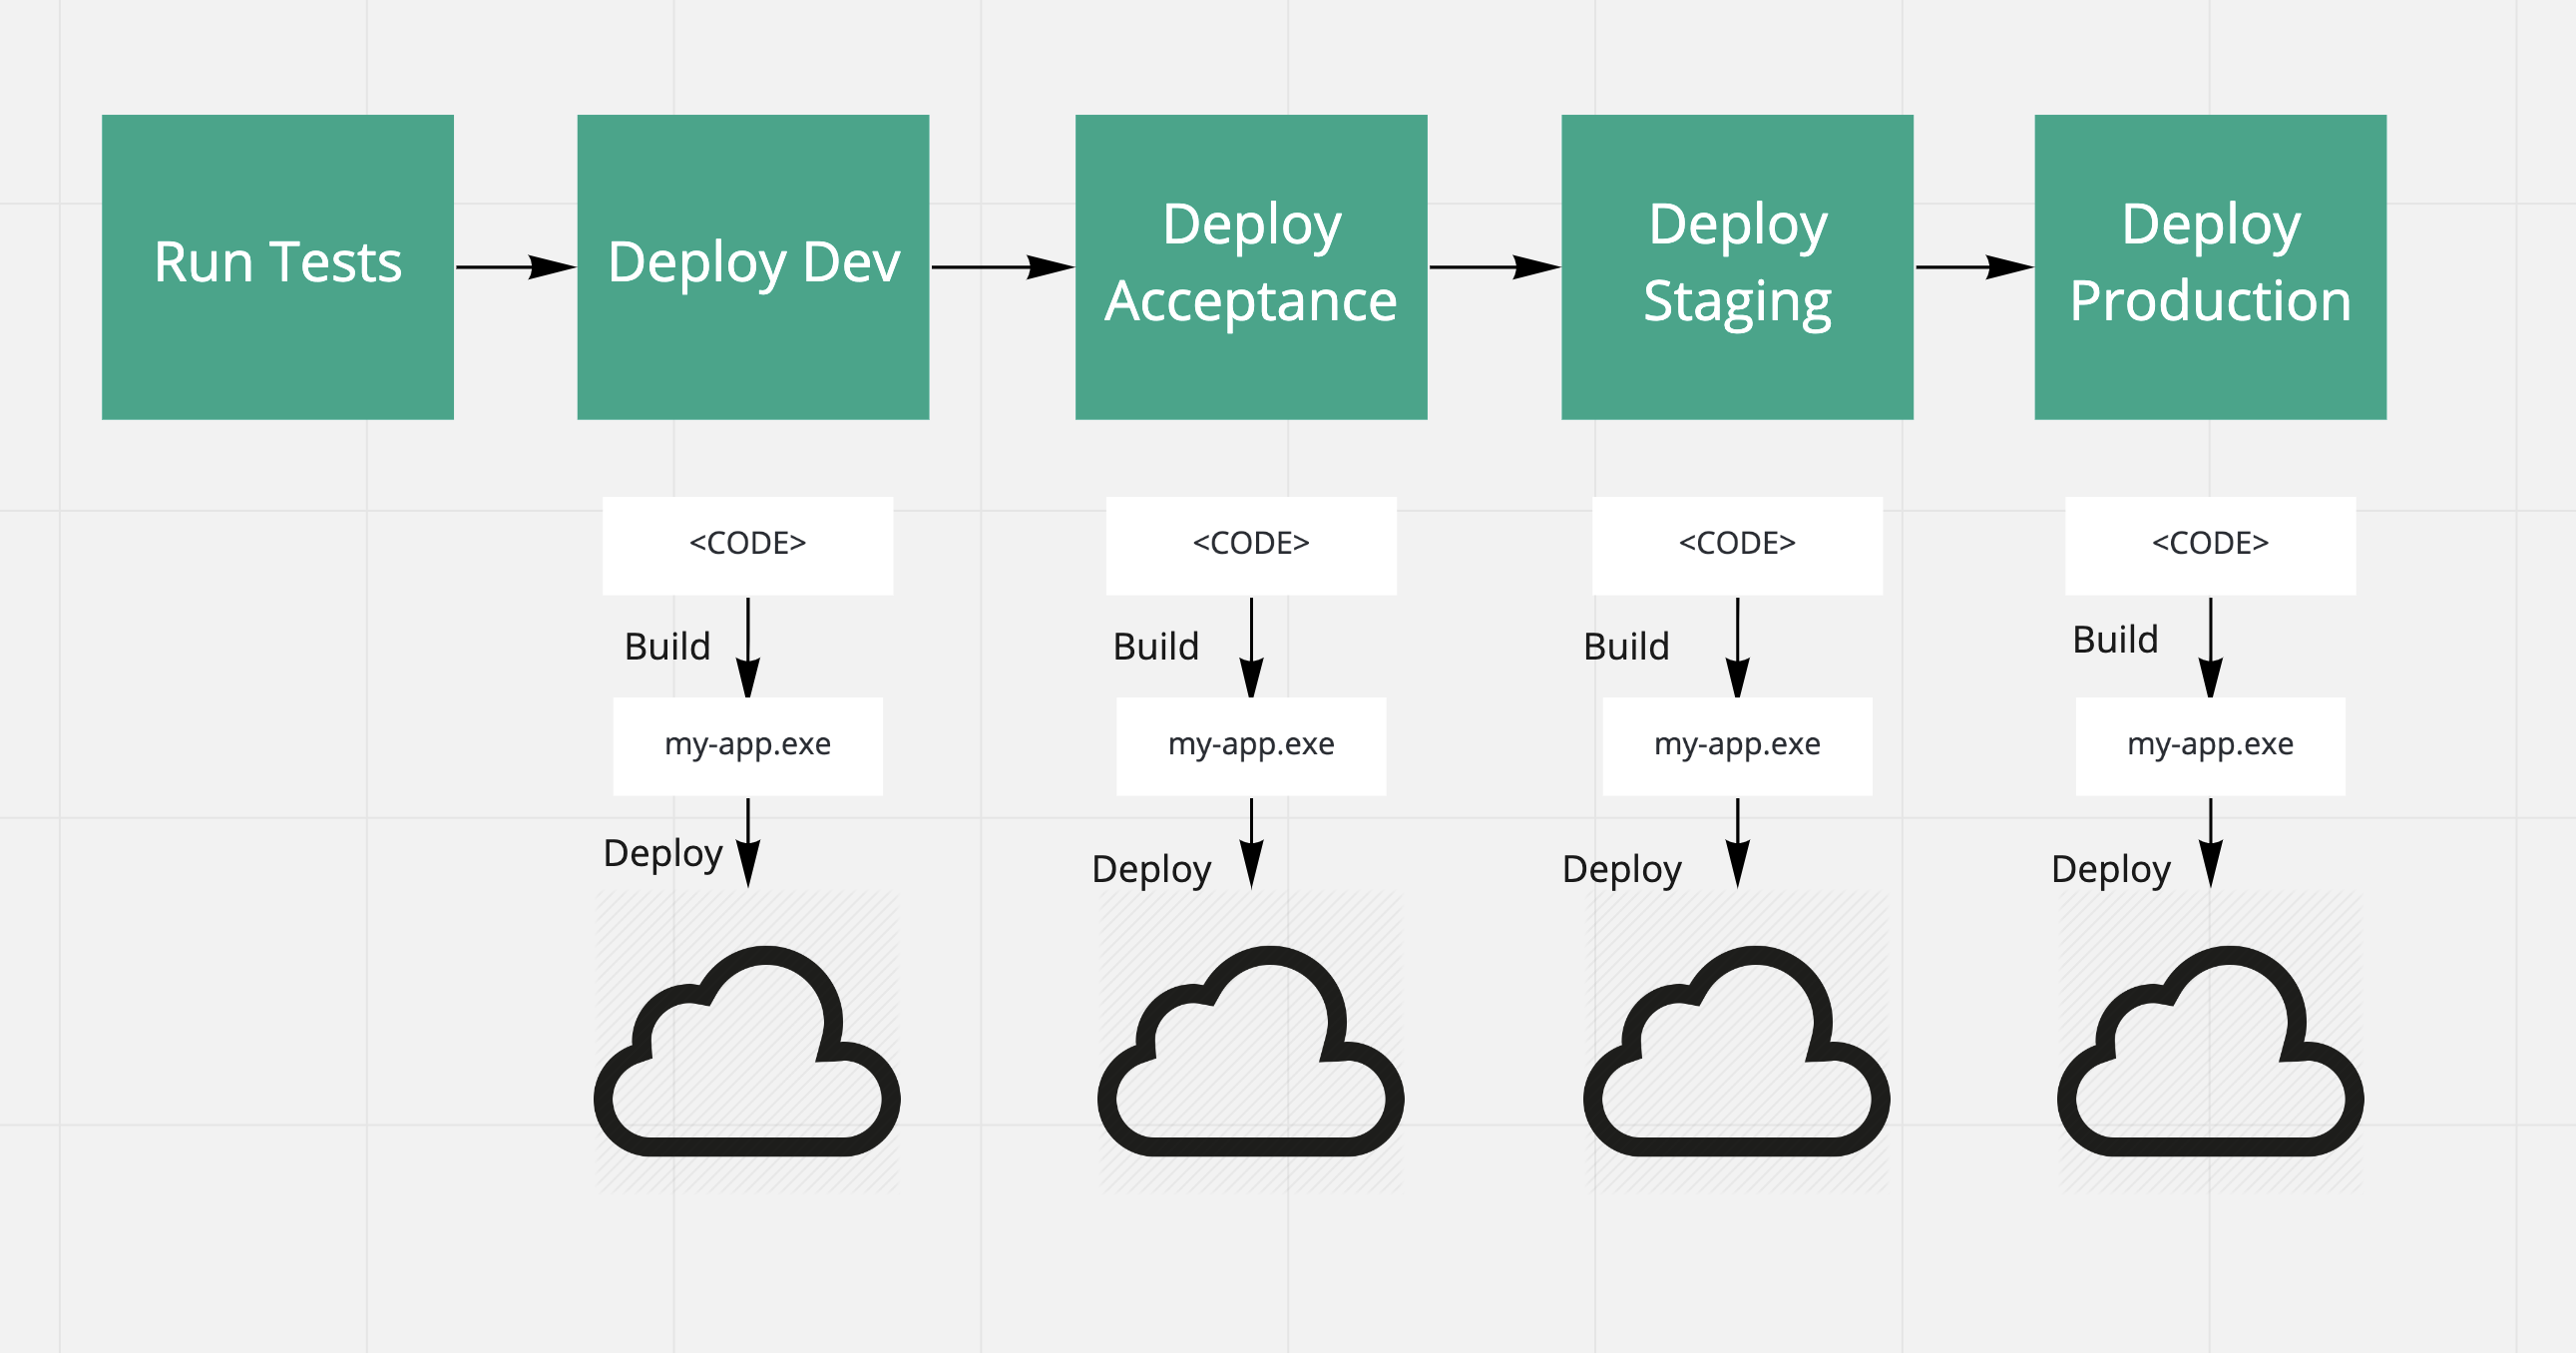 Run Tests
Deploy Dev
Deploy
Acceptance
Deploy
Staging
Deploy
Production
<CODE>
<CODE>
<CODE>
<CODE>
Build
Build
Build
Build
my-app.exe
my-app.exe
my-app.exe
my-app.exe
Deploy
Deploy
Deploy
Deploy